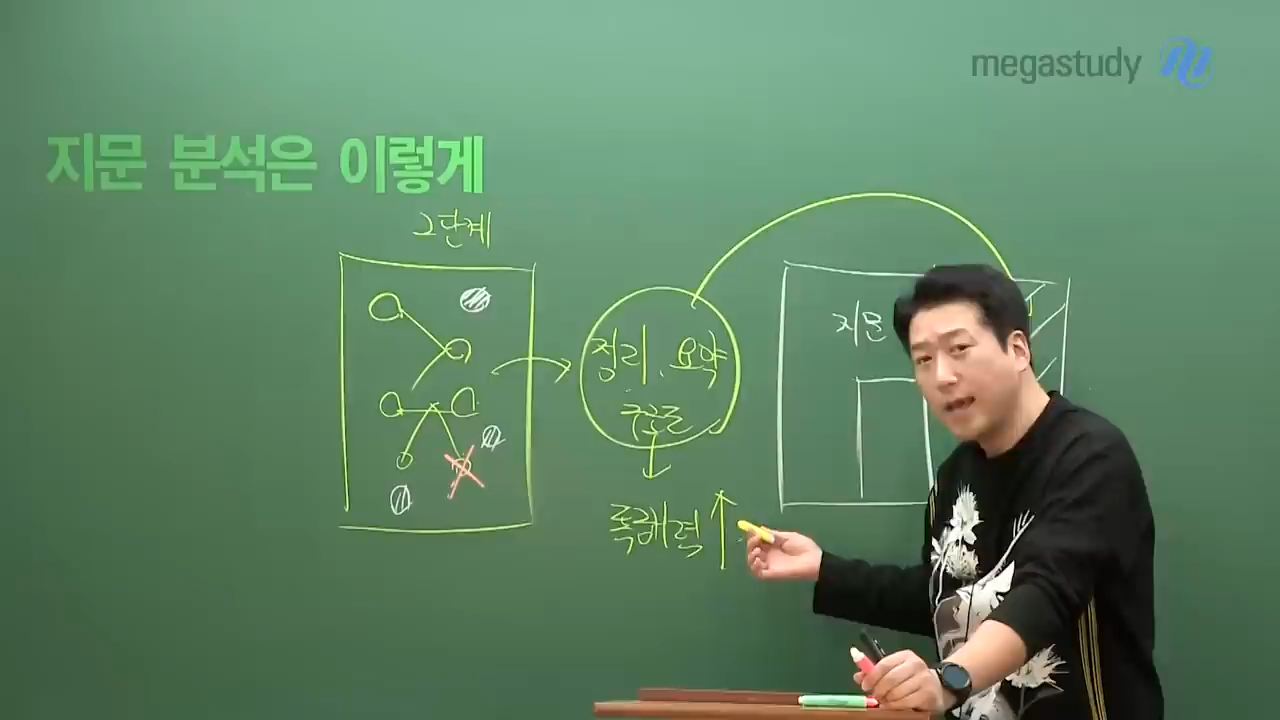 megastudy
지문 분석은 이렇게
2단계
정리, 요약
구조도
지문
독해력 ↑